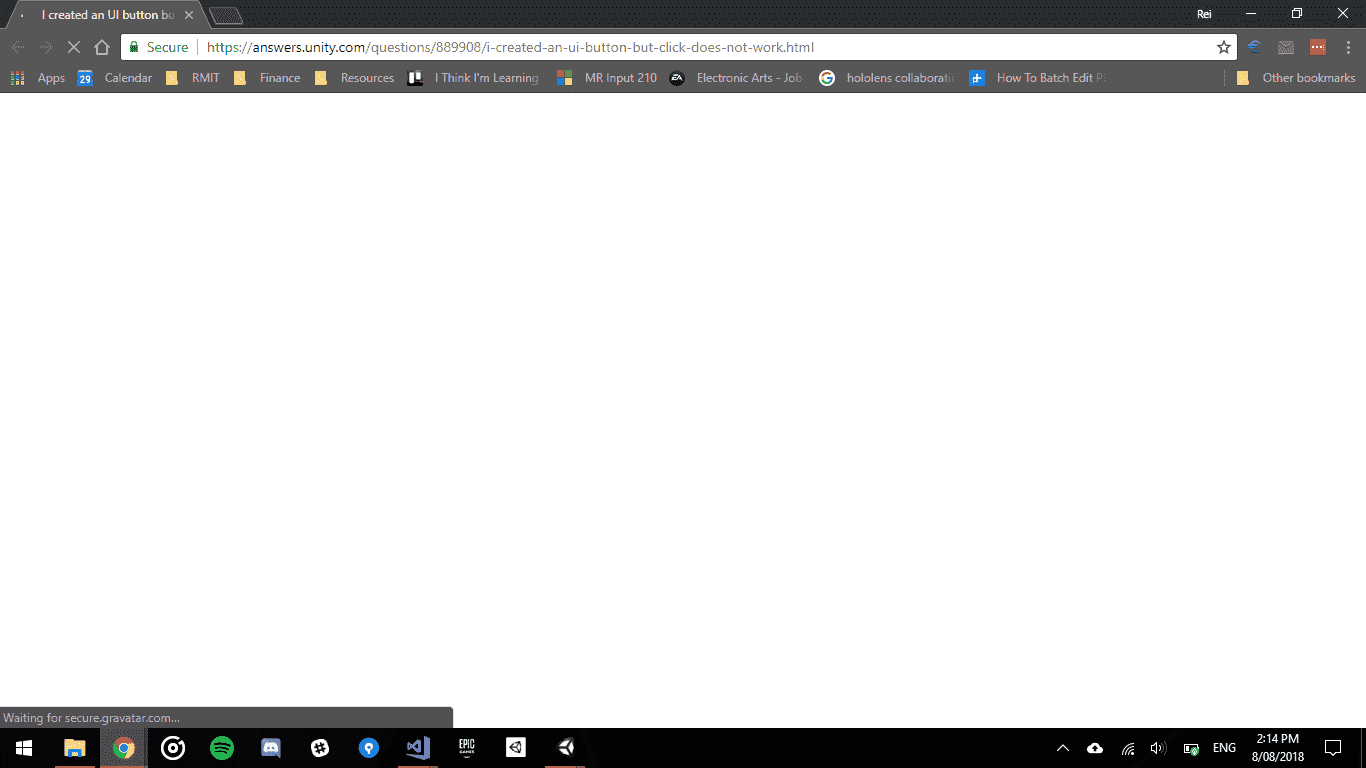 I created an UI button bu
Rei
Secure https://answers.unity.com/questions/889908/i-created-an-ui-button-but-click-does-not-work.html
Apps 29 Calendar RMIT Finance Resources I Think I'm Learning MR Input 210 EA Electronic Arts - Job hololens collaborati How To Batch Edit P Other bookmarks
Waiting for secure.gravatar.com...
EPIC
GAMES
ENG
2:14 PM
8/08/2018